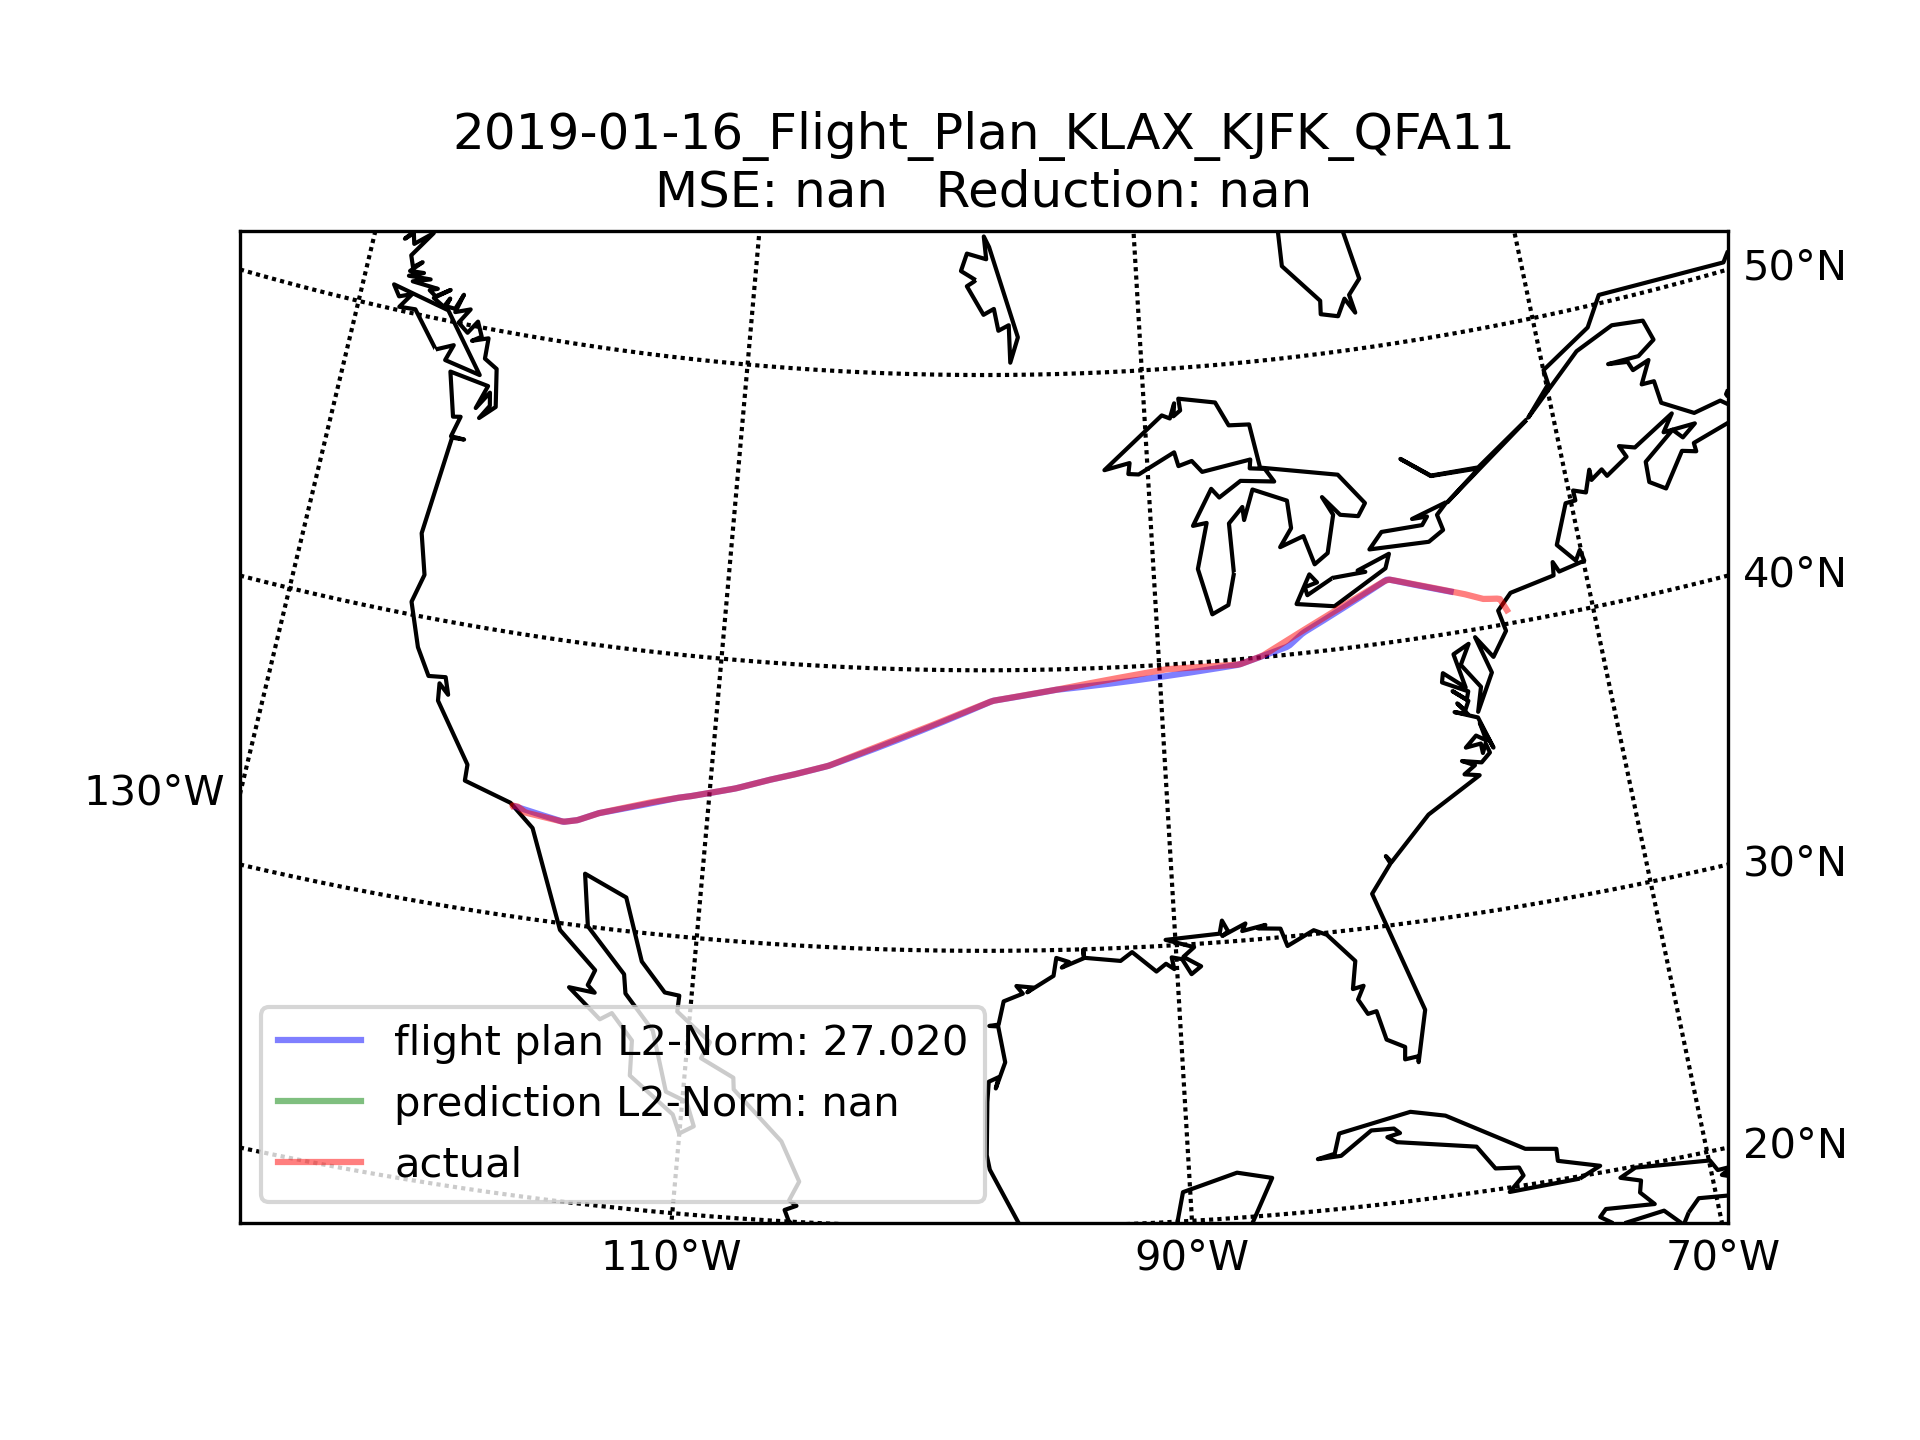 2019-01-16_Flight_Plan_KLAX_KJFK_QFA11
MSE: nan   Reduction: nan
50°N
40°N
130°W
30°N
flight plan L2-Norm: 27.020
prediction L2-Norm: nan
20°N
actual
110°W
90°W
70°W